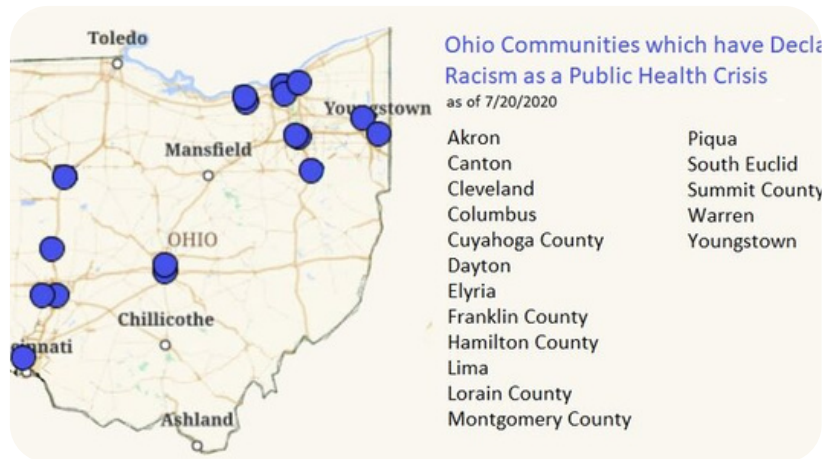 Toledo
Youngstown
Mansfield
OHIO
Chillicothe
cinnati
Ashland
Ohio Communities which have Decla
Racism as a Public Health Crisis
as of 7/20/2020
Akron
Canton
Cleveland
Columbus
Cuyahoga County
Dayton
Elyria
Franklin County
Hamilton County
Lima
Lorain County
Montgomery County
Piqua
South Euclid
Summit County
Warren
Youngstown